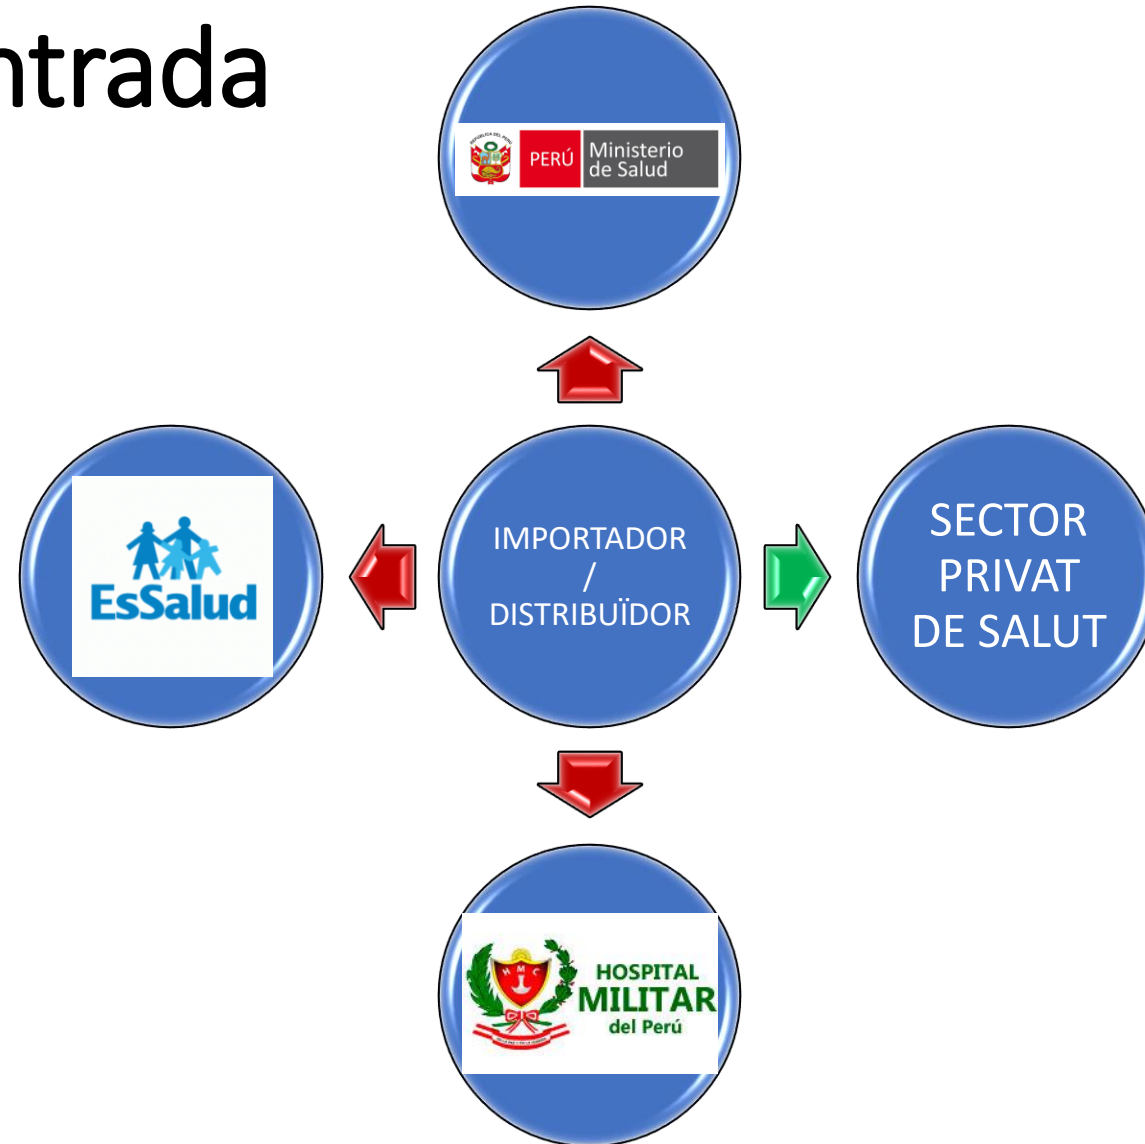 ntrada
PERÚ
Ministerio
de Salud
EsSalud
IMPORTADOR
/
DISTRIBUÏDOR
SECTOR
PRIVAT
DE SALUT
H M C
HOSPITAL
MILITAR
del Perú